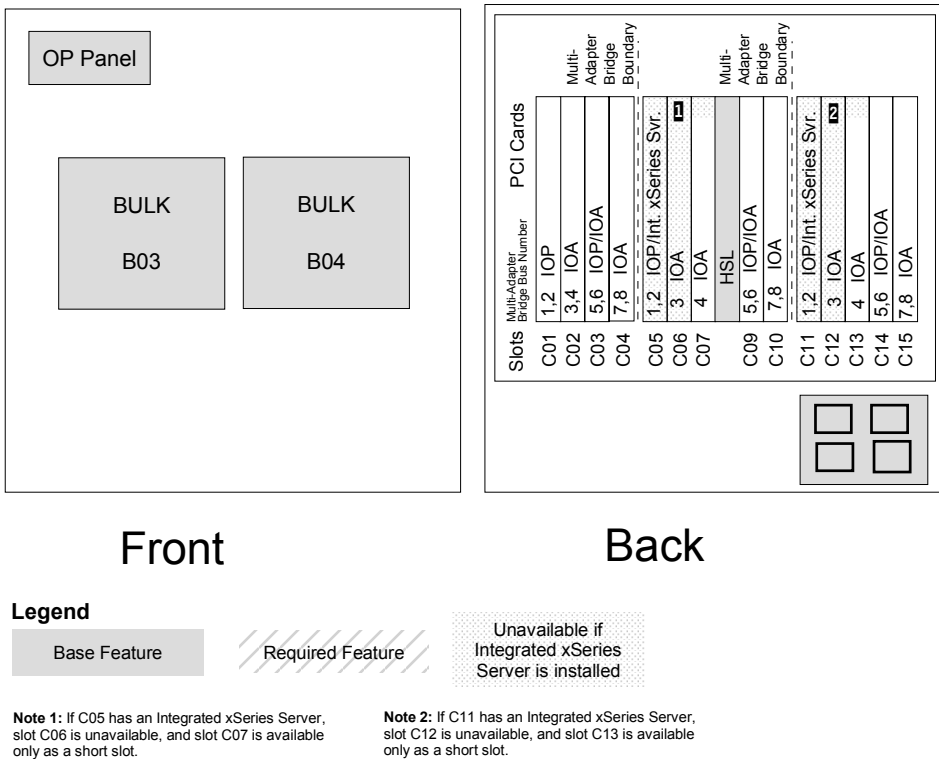 OP Panel
BULK
B03
BULK
B04
Multi-
Adapter
Bridge
Boundary
Multi-
Adapter
Bridge
Boundary
PCI Cards
Multi-Adapter
Bridge Bus Number
Slots
C01 1,2 IOP
C02 3,4 IOA
C03 5,6 IOP/IOA
C04 7,8 IOA
C05 1,2 IOP/Int. xSeries Svr.
C06 3 IOA 1
C07 4 IOA
HSL
C09 5,6 IOP/IOA
C10 7,8 IOA
C11 1,2 IOP/Int. xSeries Svr.
C12 3 IOA 2
C13 4 IOA
C14 5,6 IOP/IOA
C15 7,8 IOA
Front
Back
Legend
Base Feature
Required Feature
Unavailable if
Integrated xSeries
Server is installed
Note 1: If C05 has an Integrated xSeries Server,
slot C06 is unavailable, and slot C07 is available
only as a short slot.
Note 2: If C11 has an Integrated xSeries Server,
slot C12 is unavailable, and slot C13 is available
only as a short slot.